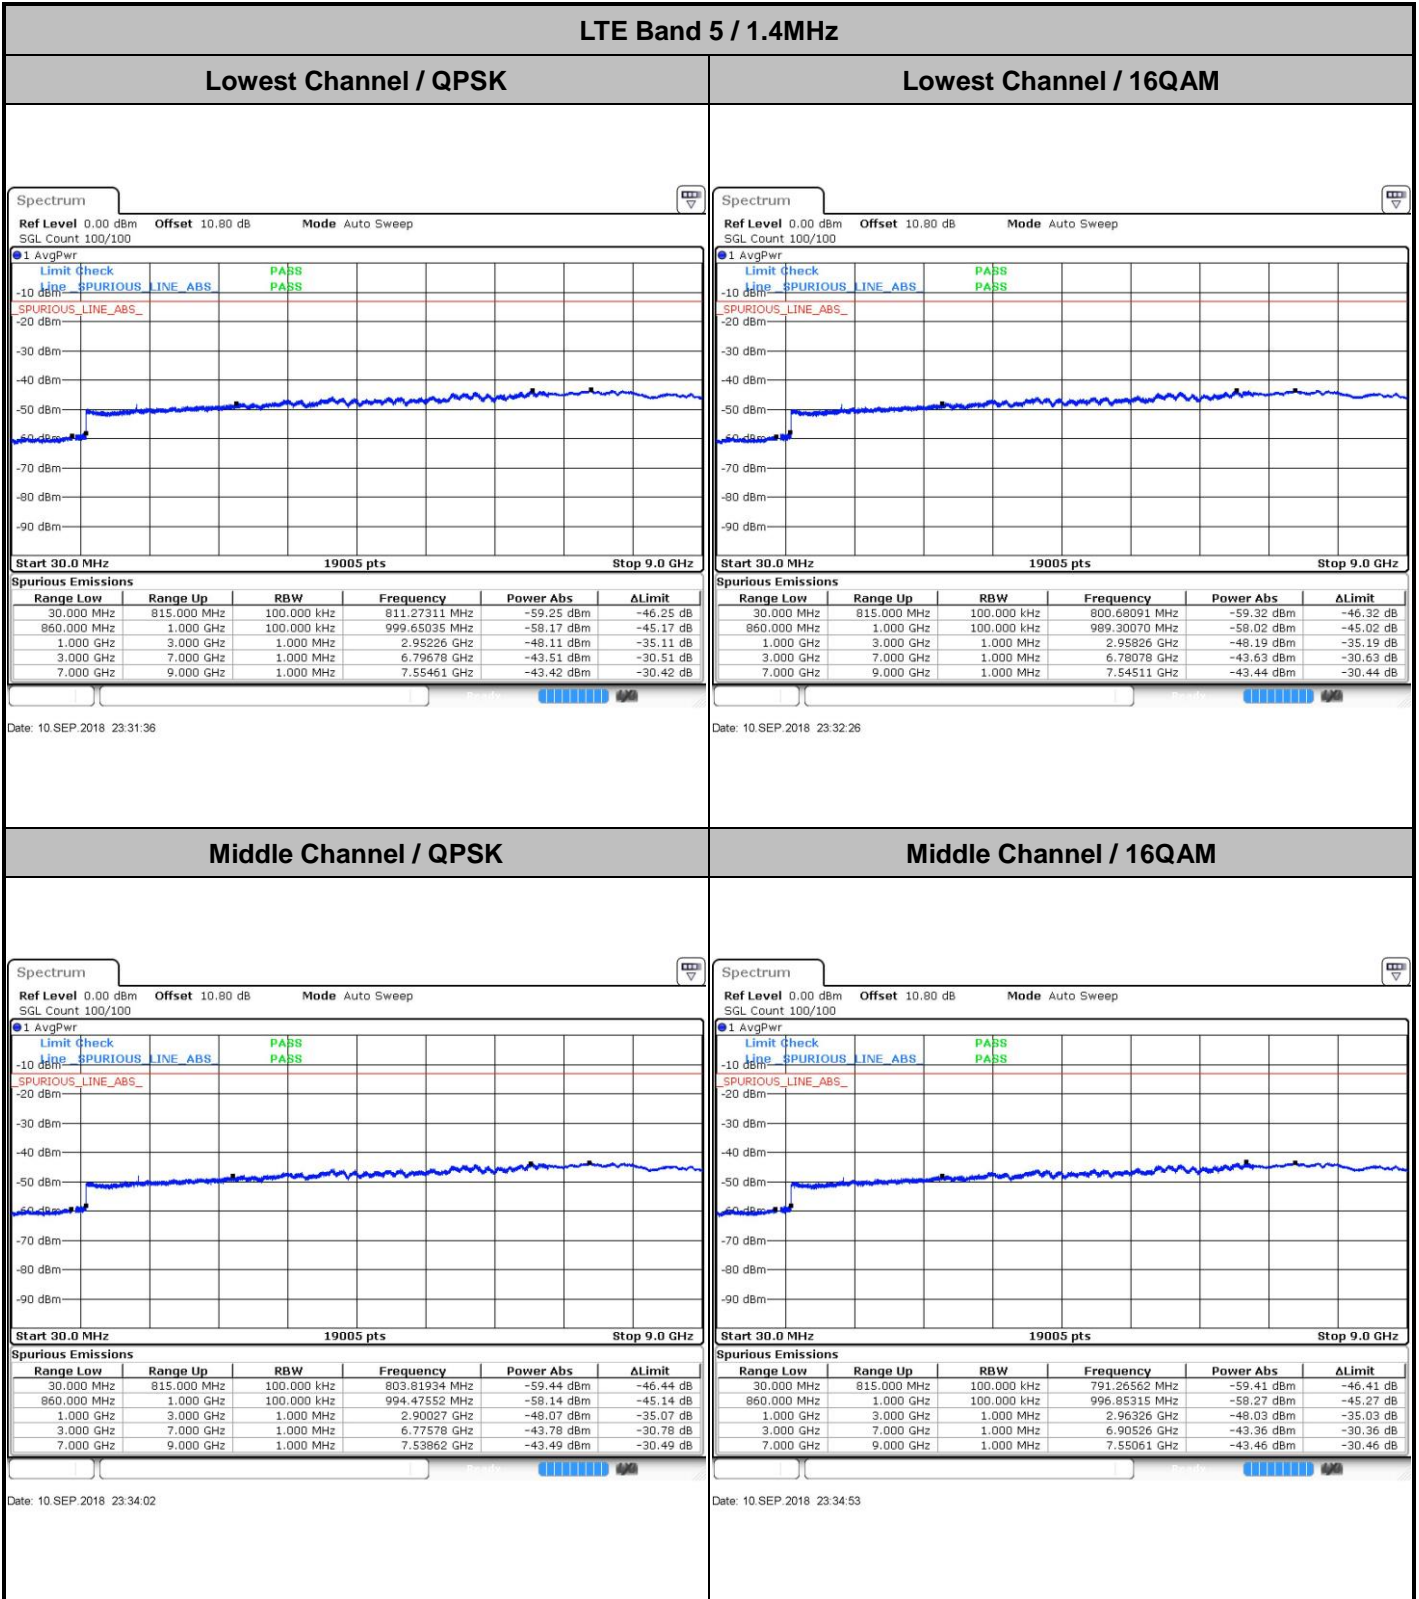 LTE Band 5 / 1.4MHz
Lowest Channel / QPSK
Lowest Channel / 16QAM
Spectrum
Ref Level 0.00 dBm Offset 10.80 dB Mode Auto Sweep
SGL Count 100/100
1 AvgPwr
Limit Check PASS
Line _SPURIOUS_LINE_ABS_ PASS
-10 dBm
_SPURIOUS_LINE_ABS_
-20 dBm
-30 dBm
-40 dBm
-50 dBm
-60 dBm
-70 dBm
-80 dBm
-90 dBm
Start 30.0 MHz 19005 pts Stop 9.0 GHz
Spurious Emissions
Range Low Range Up RBW Frequency Power Abs ΔLimit
30.000 MHz 815.000 MHz 100.000 kHz 811.27311 MHz -59.25 dBm -46.25 dB
860.000 MHz 1.000 GHz 100.000 kHz 999.65035 MHz -58.17 dBm -45.17 dB
1.000 GHz 3.000 GHz 1.000 MHz 2.95226 GHz -48.11 dBm -35.11 dB
3.000 GHz 7.000 GHz 1.000 MHz 6.79678 GHz -43.51 dBm -30.51 dB
7.000 GHz 9.000 GHz 1.000 MHz 7.55461 GHz -43.42 dBm -30.42 dB
Date: 10.SEP.2018 23:31:36
Spectrum
Ref Level 0.00 dBm Offset 10.80 dB Mode Auto Sweep
SGL Count 100/100
1 AvgPwr
Limit Check PASS
Line _SPURIOUS_LINE_ABS_ PASS
-10 dBm
_SPURIOUS_LINE_ABS_
-20 dBm
-30 dBm
-40 dBm
-50 dBm
-60 dBm
-70 dBm
-80 dBm
-90 dBm
Start 30.0 MHz 19005 pts Stop 9.0 GHz
Spurious Emissions
Range Low Range Up RBW Frequency Power Abs ΔLimit
30.000 MHz 815.000 MHz 100.000 kHz 800.68091 MHz -59.32 dBm -46.32 dB
860.000 MHz 1.000 GHz 100.000 kHz 989.30070 MHz -58.02 dBm -45.02 dB
1.000 GHz 3.000 GHz 1.000 MHz 2.95826 GHz -48.19 dBm -35.19 dB
3.000 GHz 7.000 GHz 1.000 MHz 6.78078 GHz -43.63 dBm -30.63 dB
7.000 GHz 9.000 GHz 1.000 MHz 7.54511 GHz -43.44 dBm -30.44 dB
Date: 10.SEP.2018 23:32:26
Middle Channel / QPSK
Middle Channel / 16QAM
Spectrum
Ref Level 0.00 dBm Offset 10.80 dB Mode Auto Sweep
SGL Count 100/100
1 AvgPwr
Limit Check PASS
Line _SPURIOUS_LINE_ABS_ PASS
-10 dBm
_SPURIOUS_LINE_ABS_
-20 dBm
-30 dBm
-40 dBm
-50 dBm
-60 dBm
-70 dBm
-80 dBm
-90 dBm
Start 30.0 MHz 19005 pts Stop 9.0 GHz
Spurious Emissions
Range Low Range Up RBW Frequency Power Abs ΔLimit
30.000 MHz 815.000 MHz 100.000 kHz 803.81934 MHz -59.44 dBm -46.44 dB
860.000 MHz 1.000 GHz 100.000 kHz 994.47552 MHz -58.14 dBm -45.14 dB
1.000 GHz 3.000 GHz 1.000 MHz 2.90027 GHz -48.07 dBm -35.07 dB
3.000 GHz 7.000 GHz 1.000 MHz 6.77578 GHz -43.78 dBm -30.78 dB
7.000 GHz 9.000 GHz 1.000 MHz 7.53862 GHz -43.49 dBm -30.49 dB
Date: 10.SEP.2018 23:34:02
Spectrum
Ref Level 0.00 dBm Offset 10.80 dB Mode Auto Sweep
SGL Count 100/100
1 AvgPwr
Limit Check PASS
Line _SPURIOUS_LINE_ABS_ PASS
-10 dBm
_SPURIOUS_LINE_ABS_
-20 dBm
-30 dBm
-40 dBm
-50 dBm
-60 dBm
-70 dBm
-80 dBm
-90 dBm
Start 30.0 MHz 19005 pts Stop 9.0 GHz
Spurious Emissions
Range Low Range Up RBW Frequency Power Abs ΔLimit
30.000 MHz 815.000 MHz 100.000 kHz 791.26562 MHz -59.41 dBm -46.41 dB
860.000 MHz 1.000 GHz 100.000 kHz 996.85315 MHz -58.27 dBm -45.27 dB
1.000 GHz 3.000 GHz 1.000 MHz 2.96326 GHz -48.03 dBm -35.03 dB
3.000 GHz 7.000 GHz 1.000 MHz 6.90526 GHz -43.36 dBm -30.36 dB
7.000 GHz 9.000 GHz 1.000 MHz 7.55061 GHz -43.46 dBm -30.46 dB
Date: 10.SEP.2018 23:34:53